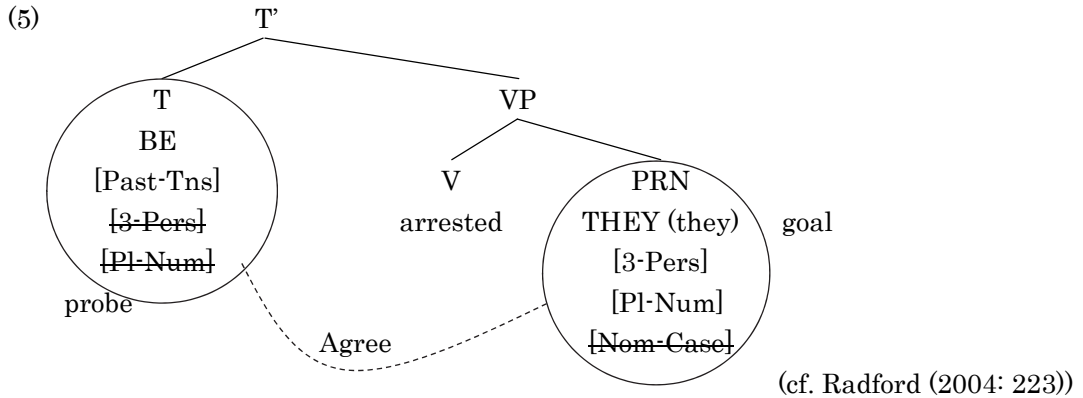 (5) T’
T VP
BE
[Past-Tns] V PRN
[3-Pers] arrested THEY (they) goal
[Pl-Num] [3-Pers]
probe [Pl-Num]
Agree [Nom-Case]
(cf. Radford (2004: 223))